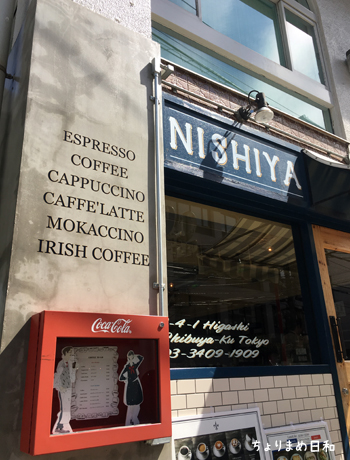 ESPRESSO
COFFEE
CAPPUCCINO
CAFFE'LATTE
MOKACCINO
IRISH COFFEE
NISHIYA
-4-1 Higashi
hibuya-Ku Tokyo
03-3409-1909
Coca-Cola
ちょりまめ日和